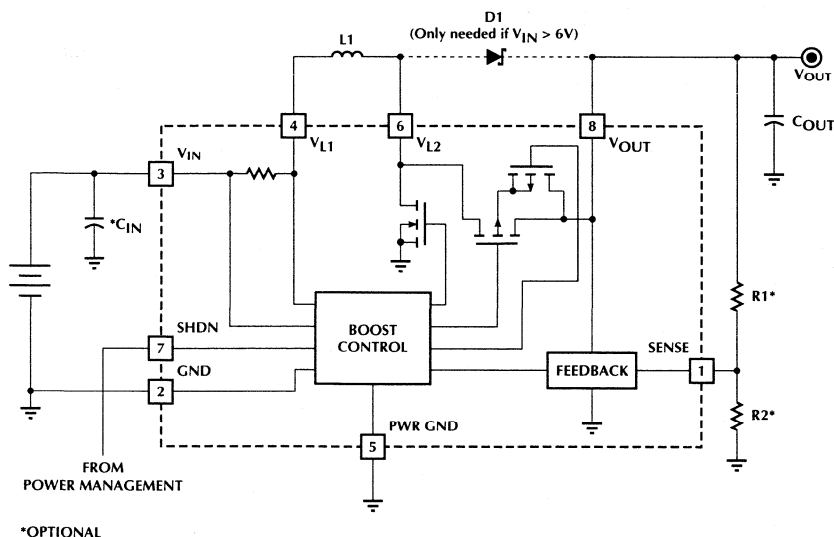 D1
(Only needed if VIN > 6V)
L1
VOUT
COUT
4
6
8
VL1
VL2
VOUT
VIN
3
*CIN
R1*
BOOST
CONTROL
SHDN
7
SENSE
FEEDBACK
1
GND
2
R2*
PWR GND
5
FROM
POWER MANAGEMENT
*OPTIONAL